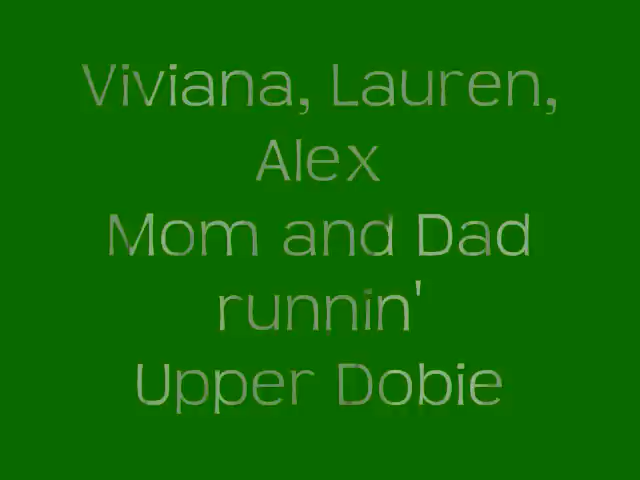 Viviana, Lauren,
Alex
Mom and Dad
runnin'
Upper Dobie